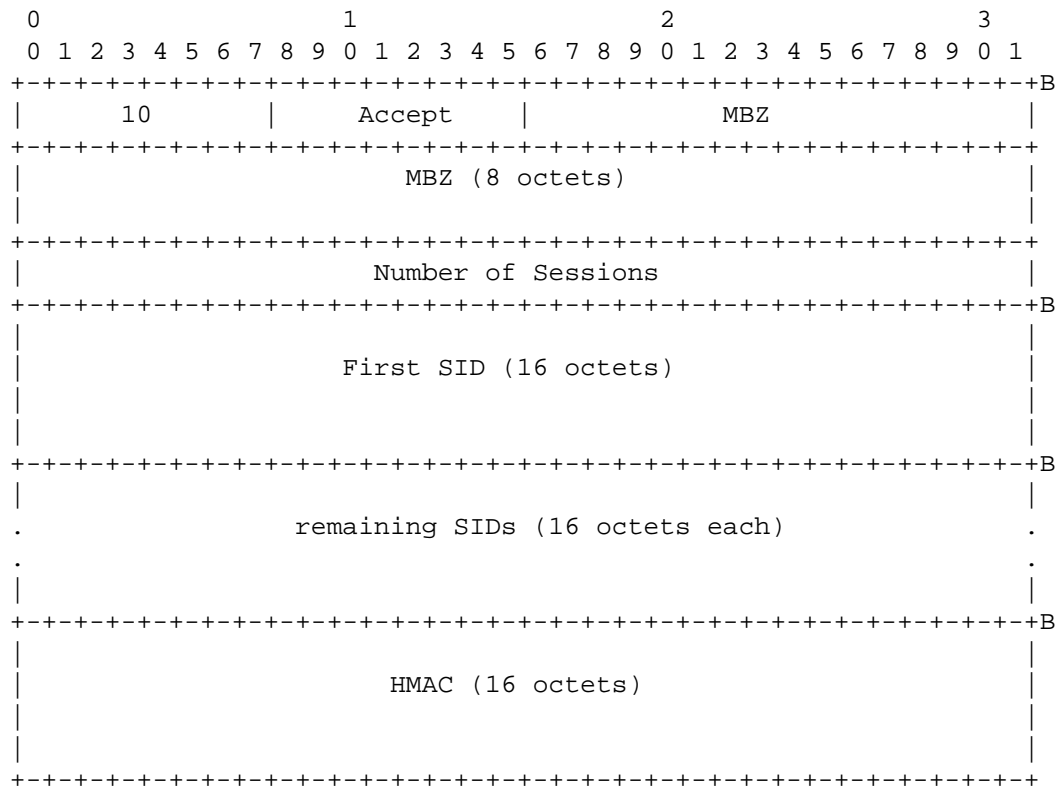 0                   1                   2                   3
0 1 2 3 4 5 6 7 8 9 0 1 2 3 4 5 6 7 8 9 0 1 2 3 4 5 6 7 8 9 0 1
+-+-+-+-+-+-+-+-+-+-+-+-+-+-+-+-+-+-+-+-+-+-+-+-+-+-+-+-+-+-+-+-+B
|      10       |     Accept    |            MBZ                |
+-+-+-+-+-+-+-+-+-+-+-+-+-+-+-+-+-+-+-+-+-+-+-+-+-+-+-+-+-+-+-+-+
|                        MBZ (8 octets)                         |
|                                                               |
+-+-+-+-+-+-+-+-+-+-+-+-+-+-+-+-+-+-+-+-+-+-+-+-+-+-+-+-+-+-+-+-+
|                      Number of Sessions                       |
+-+-+-+-+-+-+-+-+-+-+-+-+-+-+-+-+-+-+-+-+-+-+-+-+-+-+-+-+-+-+-+-+B
|                                                               |
|                    First SID (16 octets)                      |
|                                                               |
|                                                               |
+-+-+-+-+-+-+-+-+-+-+-+-+-+-+-+-+-+-+-+-+-+-+-+-+-+-+-+-+-+-+-+-+B
|                                                               |
.                 remaining SIDs (16 octets each)               .
.                                                               .
|                                                               |
+-+-+-+-+-+-+-+-+-+-+-+-+-+-+-+-+-+-+-+-+-+-+-+-+-+-+-+-+-+-+-+-+B
|                                                               |
|                       HMAC (16 octets)                        |
|                                                               |
|                                                               |
+-+-+-+-+-+-+-+-+-+-+-+-+-+-+-+-+-+-+-+-+-+-+-+-+-+-+-+-+-+-+-+-+